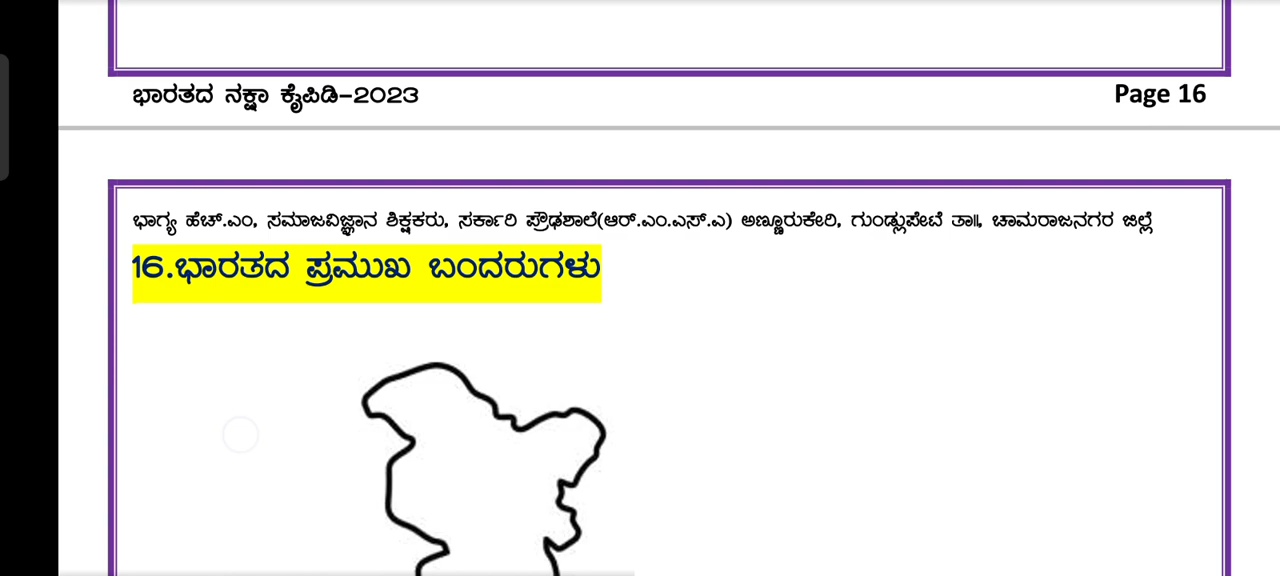 ಭಾರತದ ನಕ್ಷಾ ಕೈಪಿಡಿ-2023 Page 16
ಭಾಗ್ಯ ಹೆಚ್.ಎಂ, ಸಮಾಜವಿಜ್ಞಾನ ಶಿಕ್ಷಕರು, ಸರ್ಕಾರಿ ಪ್ರೌಢಶಾಲೆ(ಆರ್.ಎಂ.ಎಸ್.ಎ) ಅಣ್ಣೂರುಕೇರಿ, ಗುಂಡ್ಲುಪೇಟೆ ತಾ||, ಚಾಮರಾಜನಗರ ಜಿಲ್ಲೆ
16.ಭಾರತದ ಪ್ರಮುಖ ಬಂದರುಗಳು